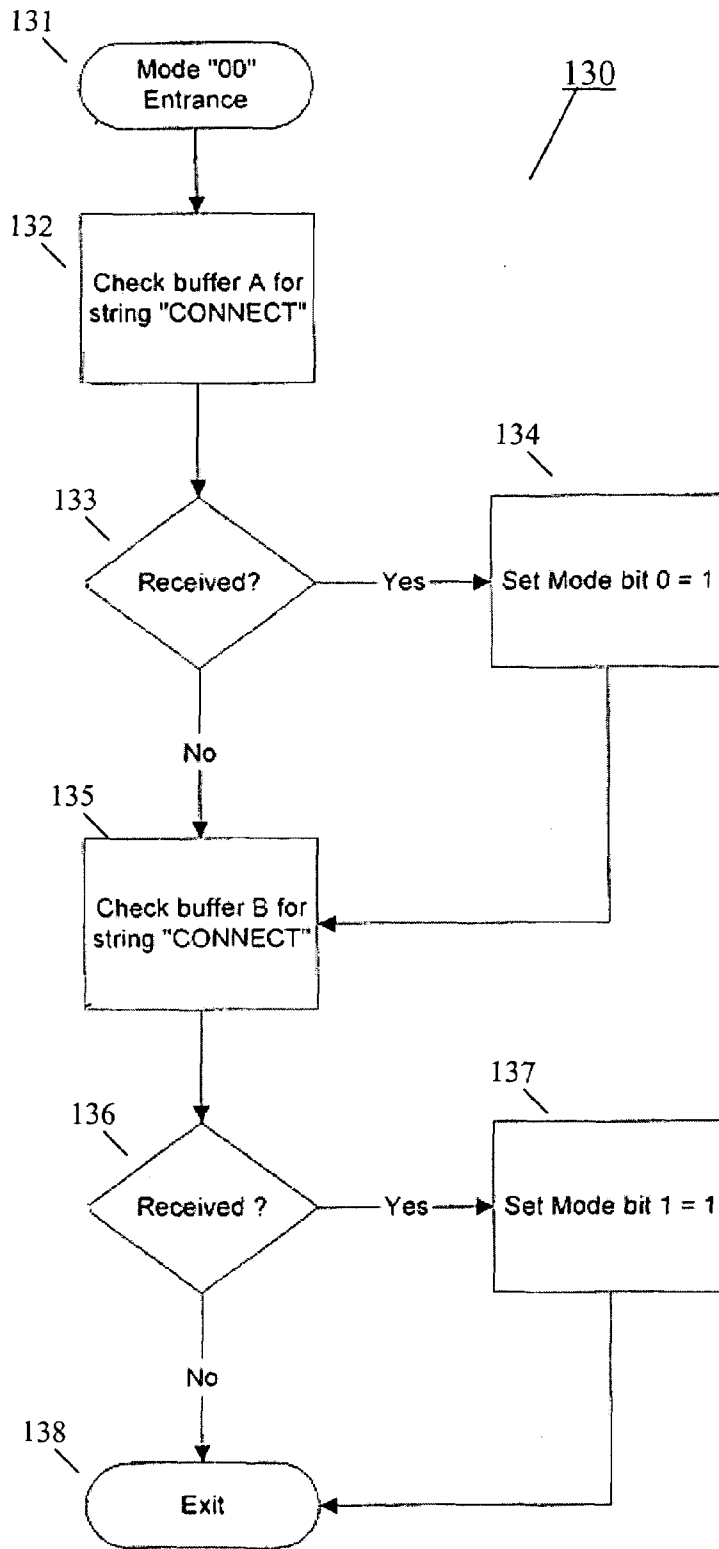 131
Mode "00"
Entrance
130
132
Check buffer A for
string "CONNECT"
133
Received?
Yes
134
Set Mode bit 0 = 1
No
135
Check buffer B for
string "CONNECT"
136
Received ?
Yes
137
Set Mode bit 1 = 1
No
138
Exit